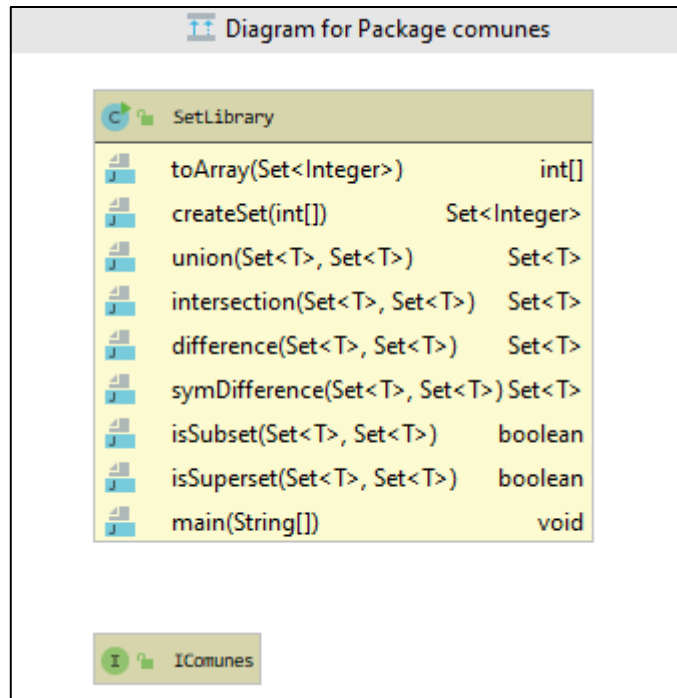 Diagram for Package comunes
SetLibrary
toArray(Set<Integer>) int[]
createSet(int[]) Set<Integer>
union(Set<T>, Set<T>) Set<T>
intersection(Set<T>, Set<T>) Set<T>
difference(Set<T>, Set<T>) Set<T>
symDifference(Set<T>, Set<T>) Set<T>
isSubset(Set<T>, Set<T>) boolean
isSuperset(Set<T>, Set<T>) boolean
main(String[]) void
IComunes